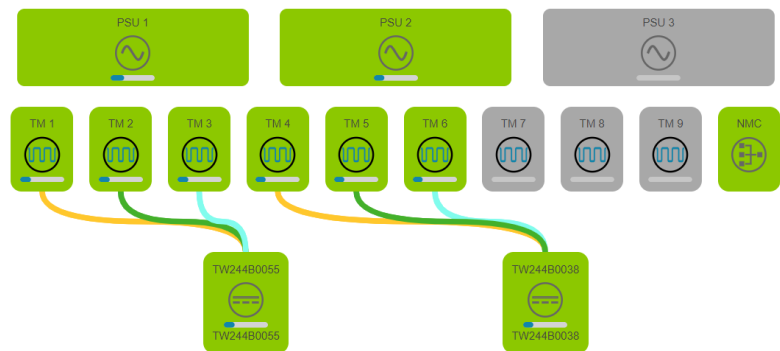 PSU 1
PSU 2
PSU 3
TM 1
TM 2
TM 3
TM 4
TM 5
TM 6
TM 7
TM 8
TM 9
NMC
TW244B0055
TW244B0038
TW244B0055
TW244B0038